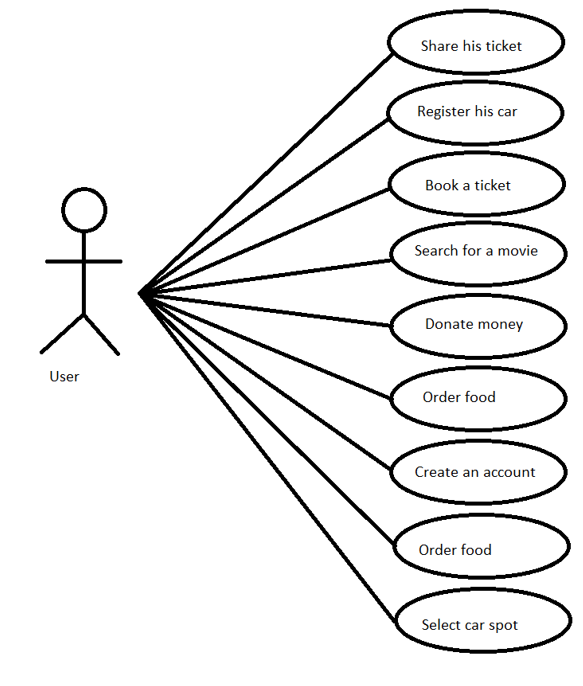 Share his ticket
Register his car
Book a ticket
Search for a movie
Donate money
User
Order food
Create an account
Order food
Select car spot